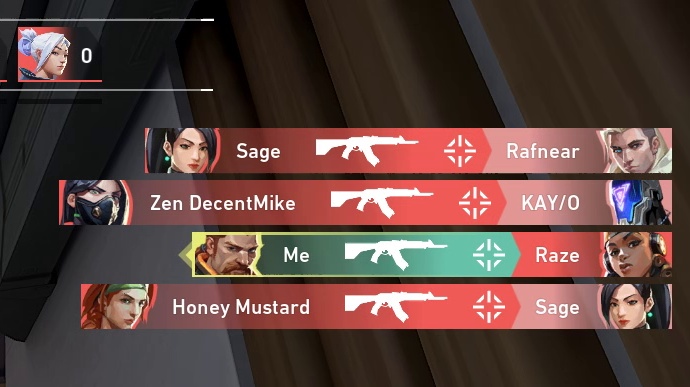 0
Sage Rafnear
Zen DecentMike KAY/O
Me Raze
Honey Mustard Sage